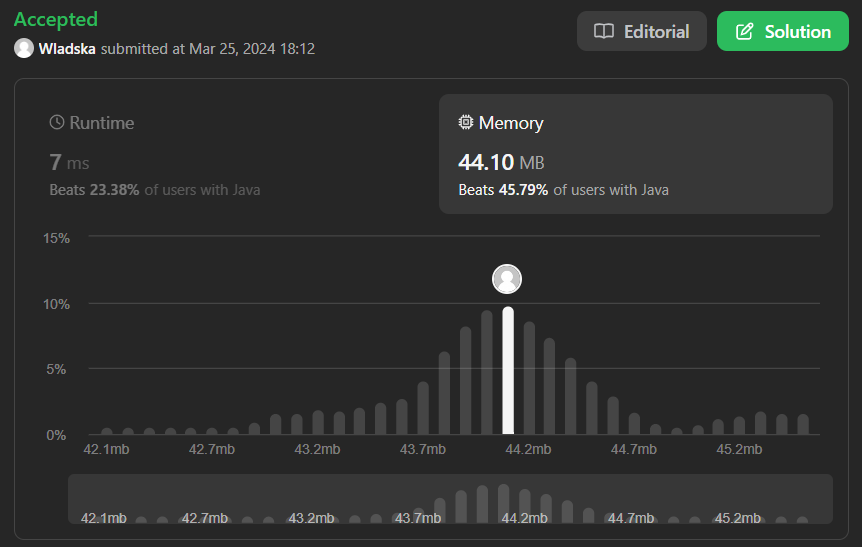 Accepted
Wladska submitted at Mar 25, 2024 18:12
Editorial
Solution
Runtime
7 ms
Beats 23.38% of users with Java
Memory
44.10 MB
Beats 45.79% of users with Java
15%
10%
5%
0%
42.1mb 42.7mb 43.2mb 43.7mb 44.2mb 44.7mb 45.2mb
42.1mb 42.7mb 43.2mb 43.7mb 44.2mb 44.7mb 45.2mb